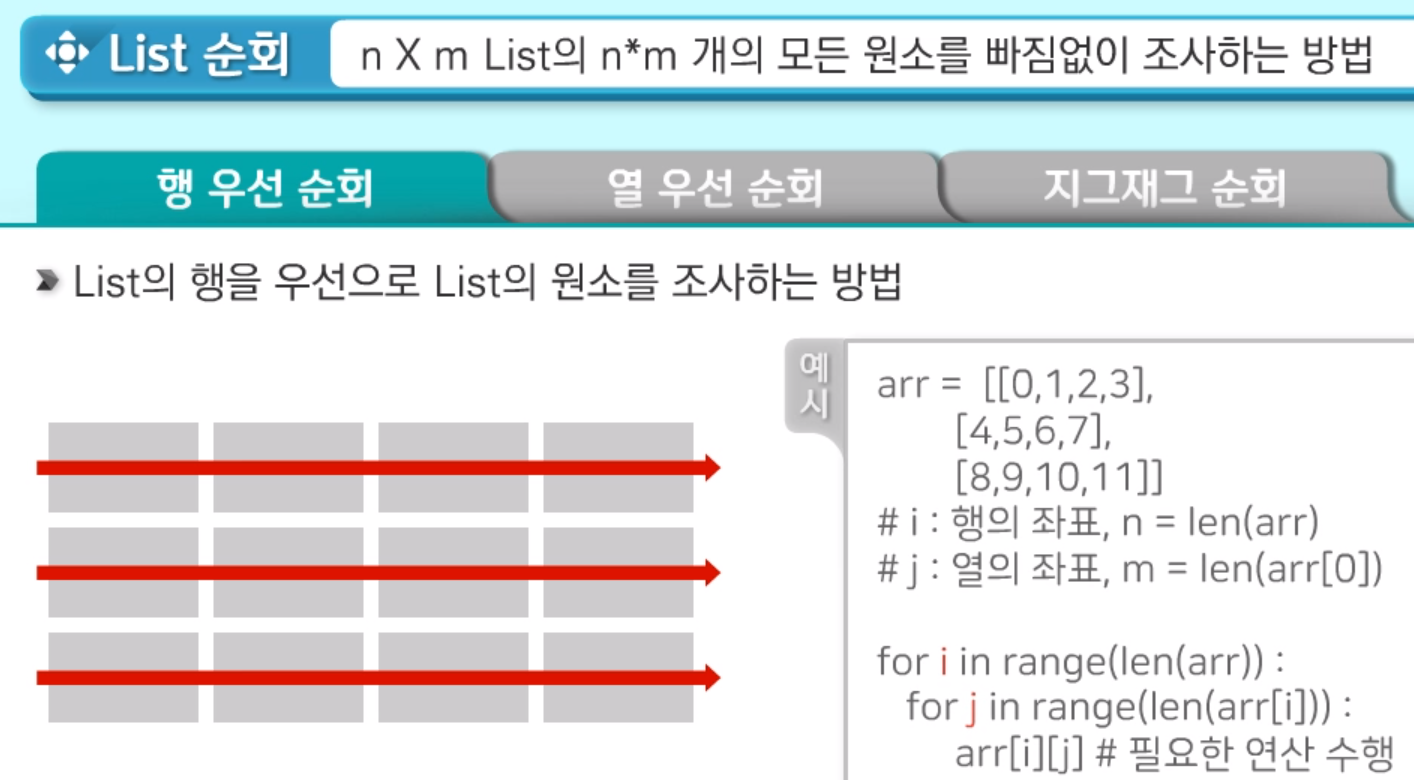 List 순회
n X m List의 n*m 개의 모든 원소를 빠짐없이 조사하는 방법
행 우선 순회
열 우선 순회
지그재그 순회
List의 행을 우선으로 List의 원소를 조사하는 방법
예시
arr = [[0,1,2,3],
[4,5,6,7],
[8,9,10,11]]
# i : 행의 좌표, n = len(arr)
# j : 열의 좌표, m = len(arr[0])
for i in range(len(arr)) :
for j in range(len(arr[i])) :
arr[i][j] # 필요한 연산 수행